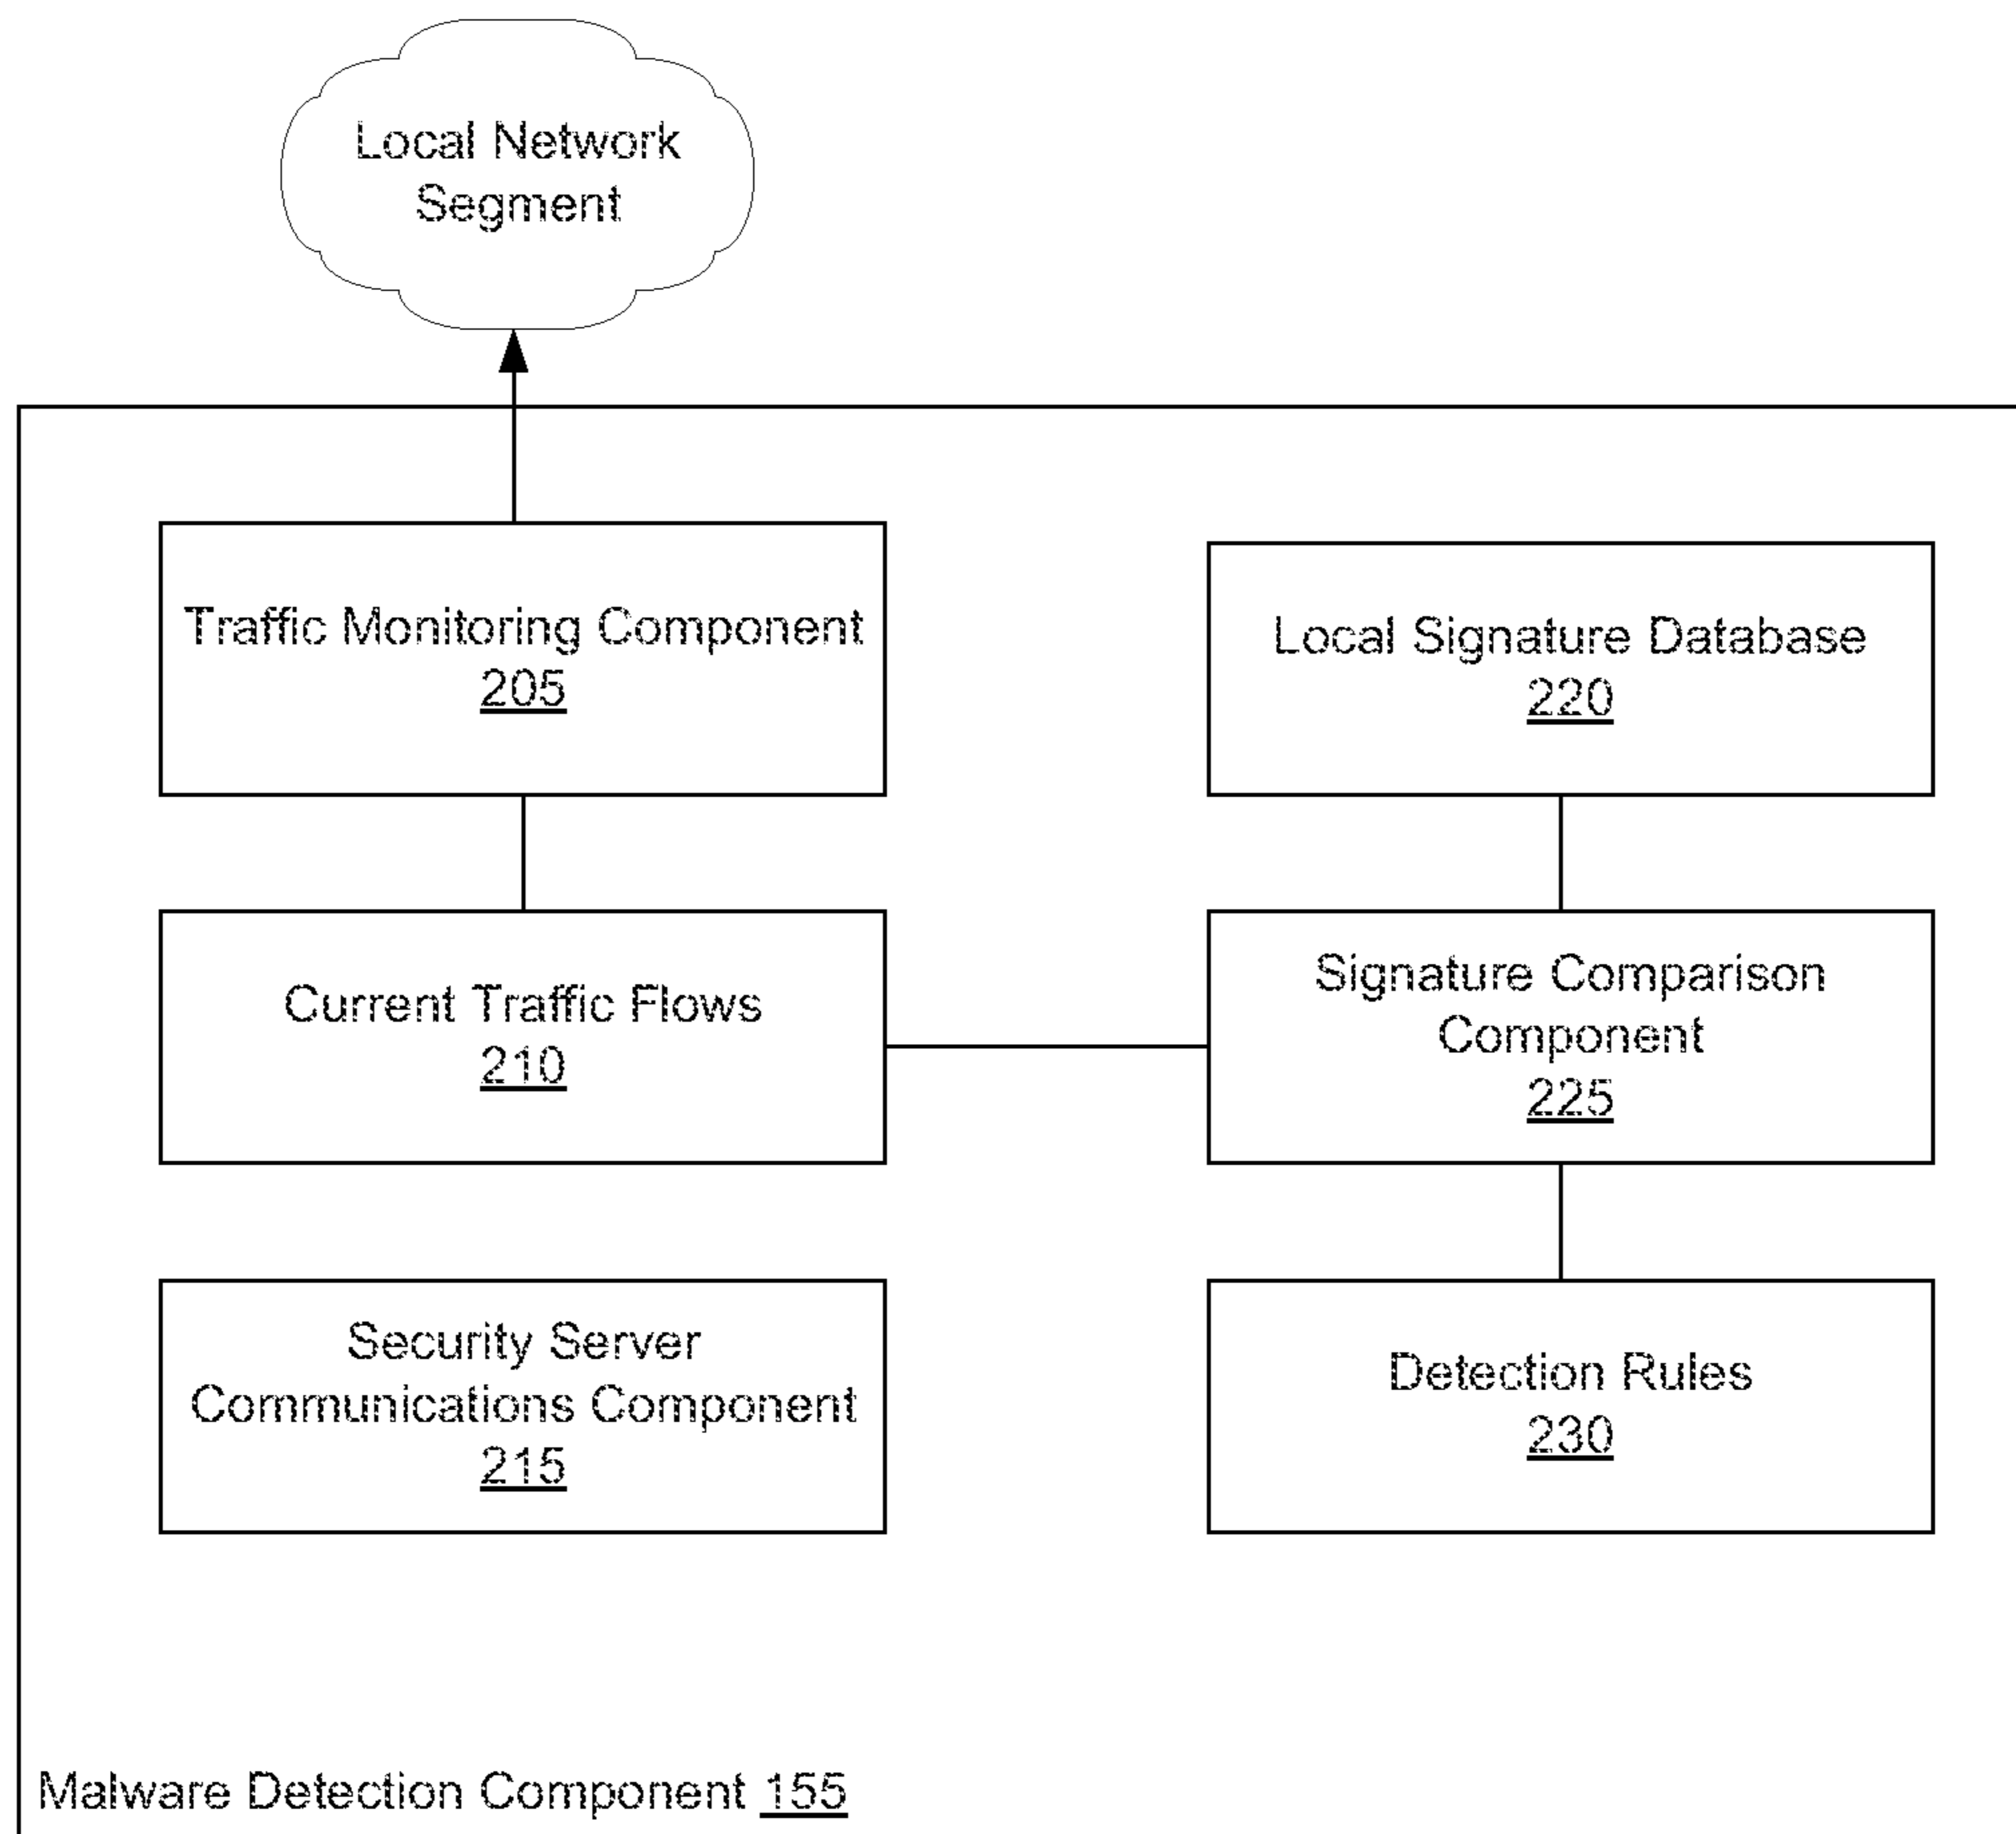 Local Network
Segment
Traffic Monitoring Component
205
Local Signature Database
220
Current Traffic Flows
210
Signature Comparison
Component
225
Security Server
Communications Component
215
Detection Rules
230
Malware Detection Component 155